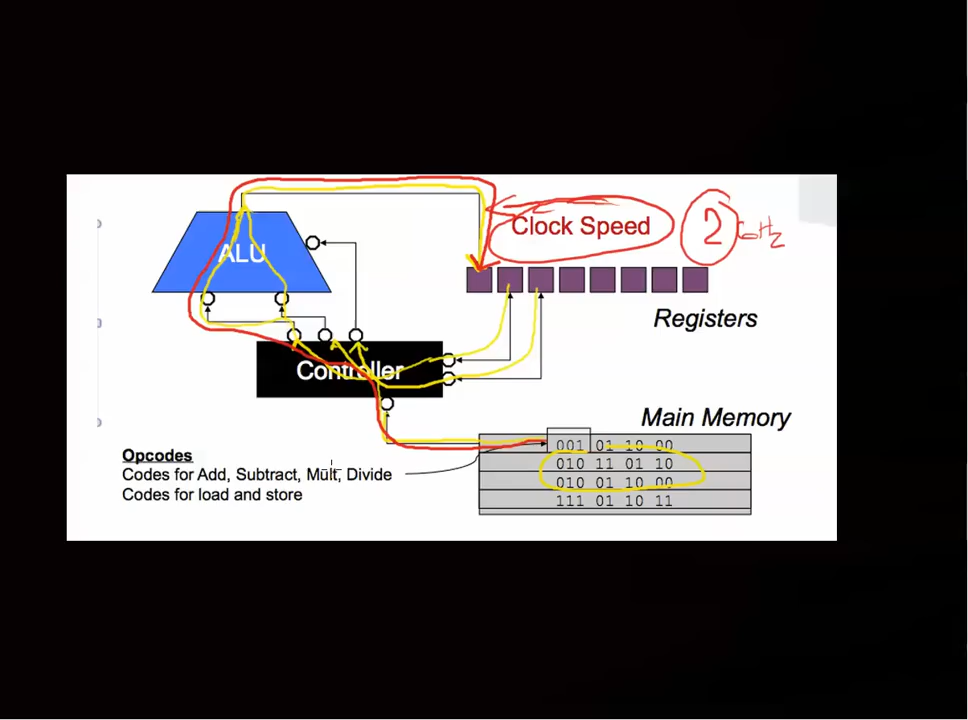 Clock Speed 2 GHz
ALU
Registers
Controller
Main Memory
001 01 10 00
Opcodes
010 11 01 10
Codes for Add, Subtract, Mult, Divide
010 01 10 00
Codes for load and store
111 01 10 11